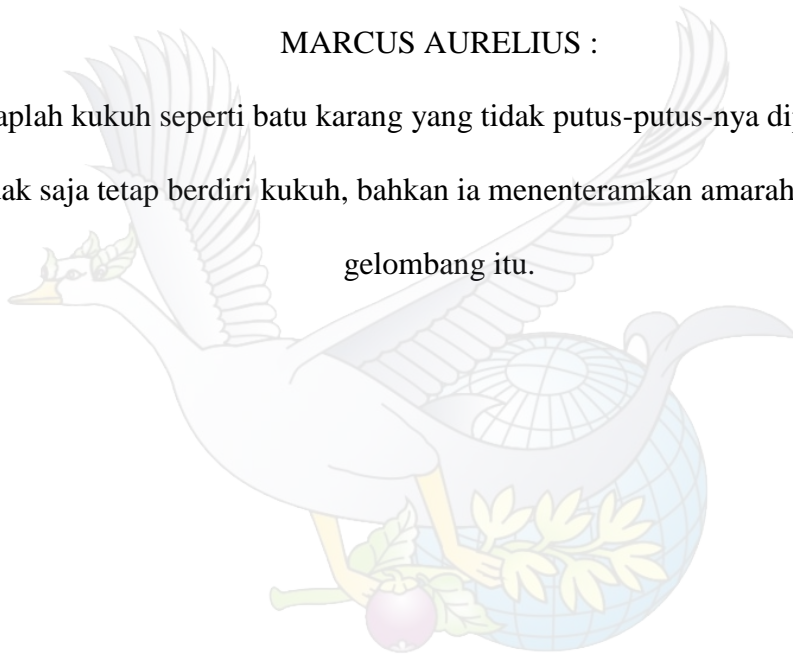 MARCUS AURELIUS :
kukuh seperti batu karang yang tidak putus-putus-nya
saja tetap berdiri kukuh, bahkan ia menenteramkan amarah
gelombang itu.